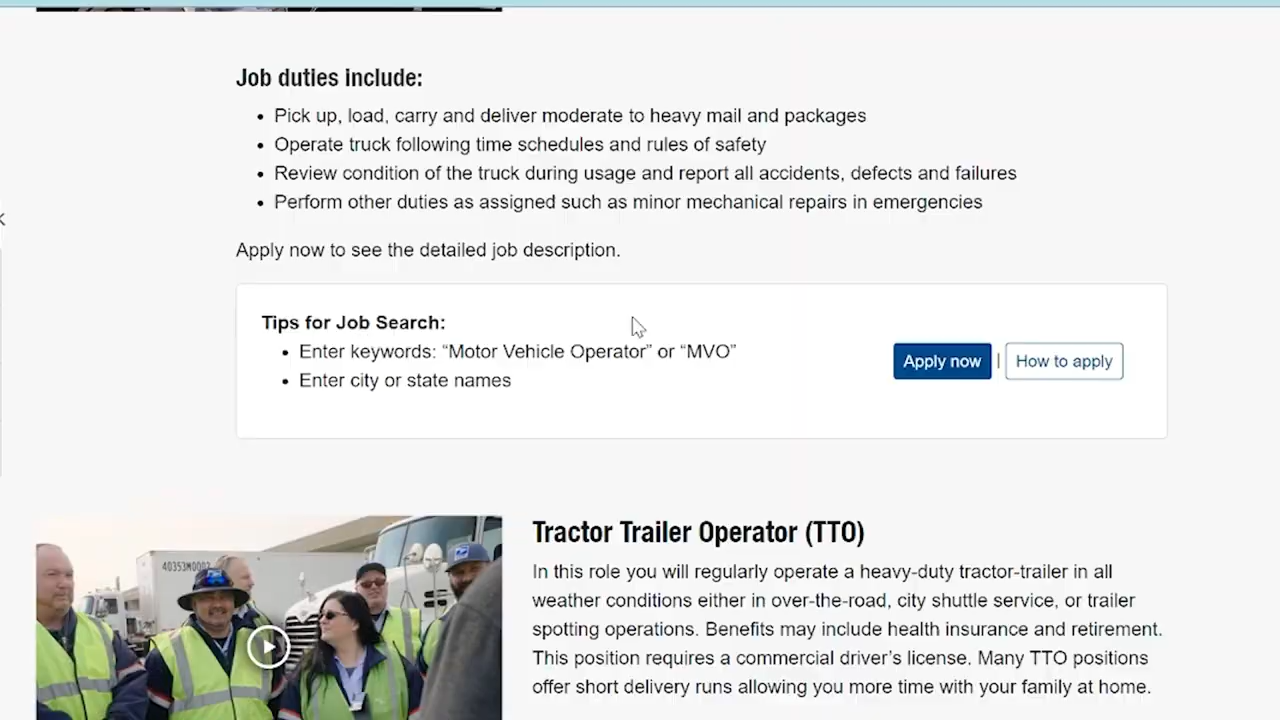 Job duties include:
• Pick up, load, carry and deliver moderate to heavy mail and packages
• Operate truck following time schedules and rules of safety
• Review condition of the truck during usage and report all accidents, defects and failures
• Perform other duties as assigned such as minor mechanical repairs in emergencies
Apply now to see the detailed job description.
Tips for Job Search:
• Enter keywords: “Motor Vehicle Operator” or “MVO”
• Enter city or state names
Apply now | How to apply
Tractor Trailer Operator (TTO)
In this role you will regularly operate a heavy-duty tractor-trailer in all
weather conditions either in over-the-road, city shuttle service, or trailer
spotting operations. Benefits may include health insurance and retirement.
This position requires a commercial driver’s license. Many TTO positions
offer short delivery runs allowing you more time with your family at home.